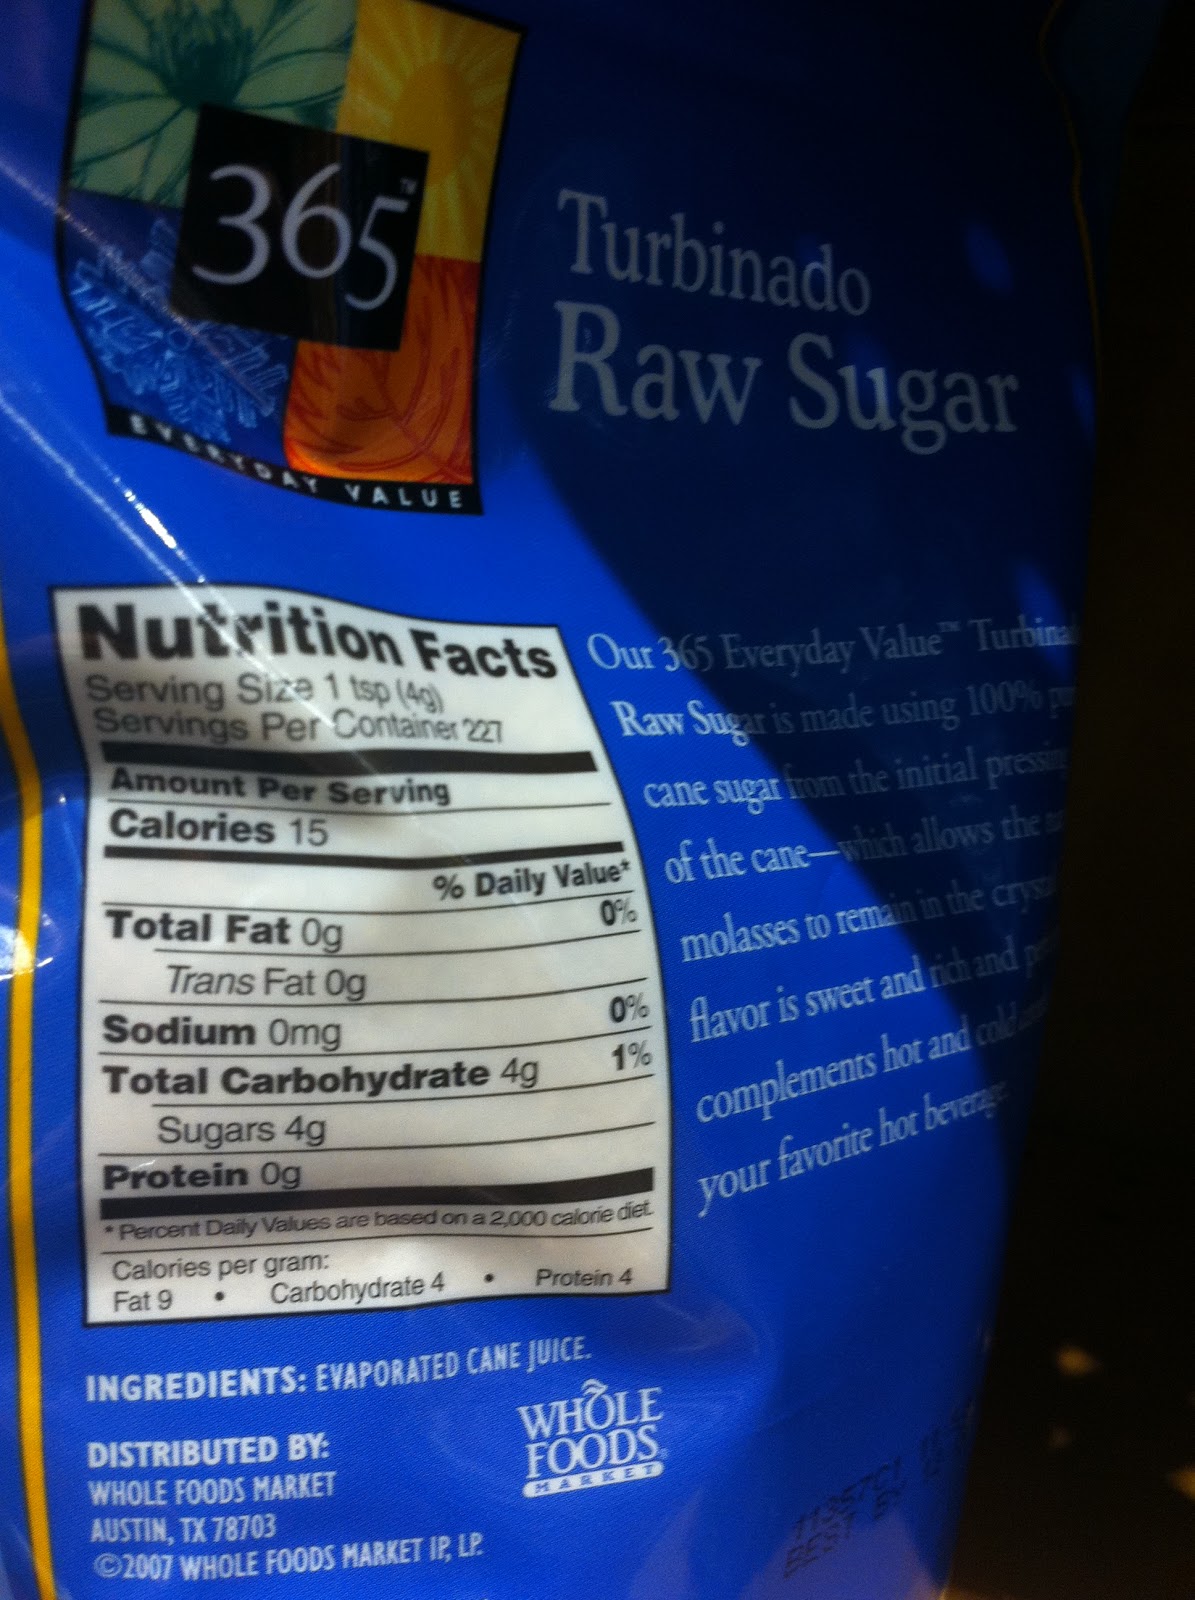 365™
EVERYDAY VALUE
Turbinado
Raw Sugar
Nutrition Facts
Serving Size 1 tsp (4g)
Servings Per Container 227
Amount Per Serving
Calories 15
% Daily Value*
Total Fat 0g 0%
Trans Fat 0g
Sodium 0mg 0%
Total Carbohydrate 4g 1%
Sugars 4g
Protein 0g
* Percent Daily Values are based on a 2,000 calorie diet.
Calories per gram:
Fat 9 • Carbohydrate 4 • Protein 4
Our 365 Everyday Value™
Raw Sugar is made using 100%
cane sugar from the initial pressing
of the cane—which allows the
molasses to remain in the
flavor is sweet and rich and
complements hot and cold
your favorite hot beverage.
INGREDIENTS: EVAPORATED CANE JUICE.
DISTRIBUTED BY:
WHOLE FOODS MARKET
AUSTIN, TX 78703
©2007 WHOLE FOODS MARKET IP, LP.
WHOLE
FOODS®
MARKET